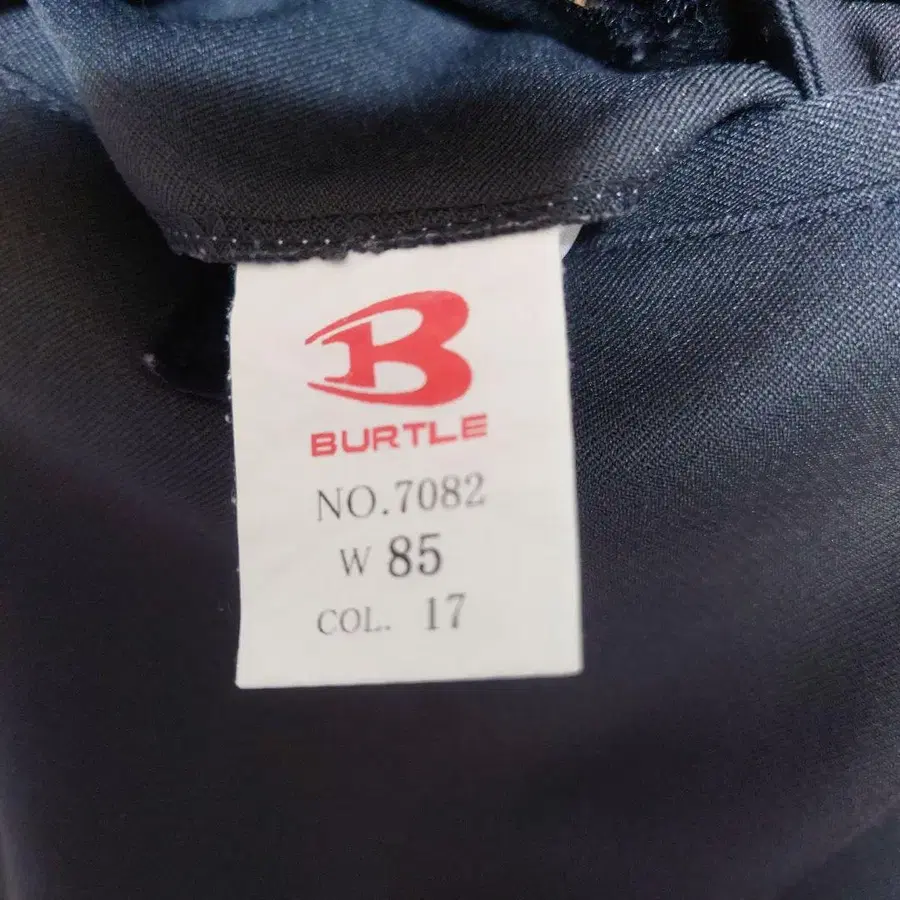 BURTLE
NO.7082
W 85
COL. 17